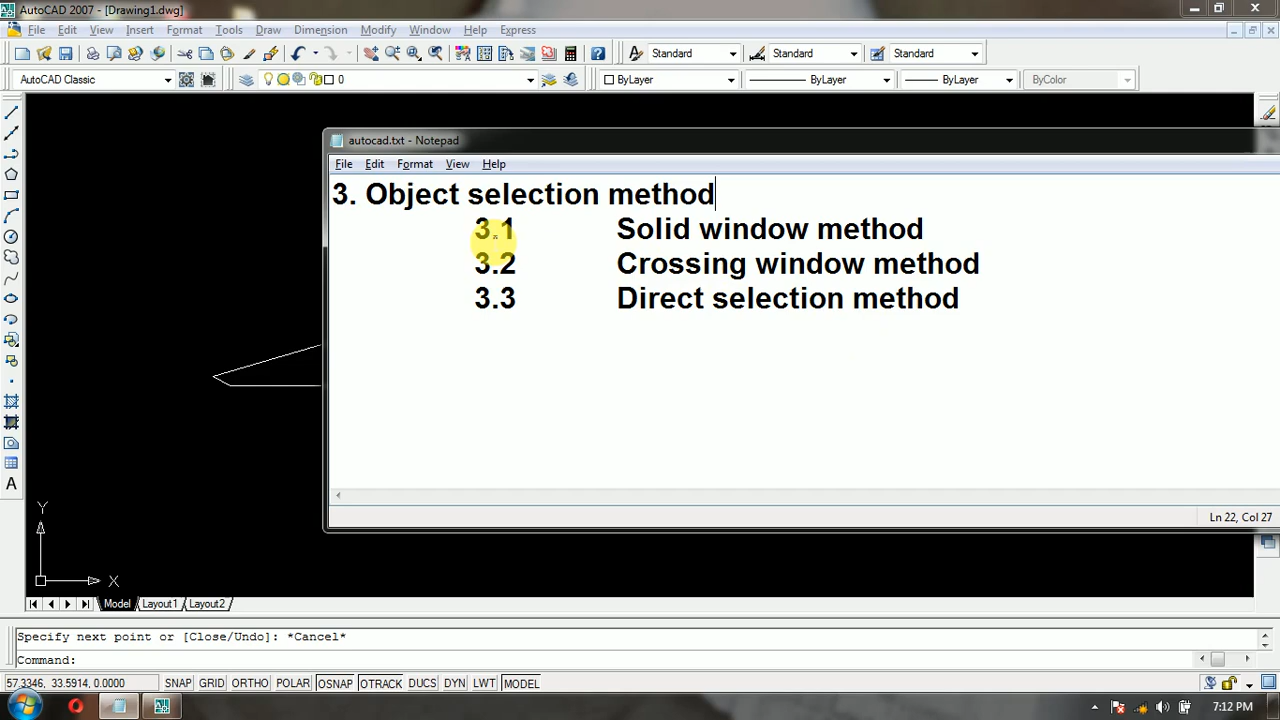 AutoCAD 2007 - [Drawing1.dwg]
File Edit View Insert Format Tools Draw Dimension Modify Window Help Express
Standard Standard Standard
AutoCAD Classic 0 ByLayer ByLayer ByLayer ByColor
autocad.txt - Notepad
File Edit Format View Help
3. Object selection method
3.1 Solid window method
3.2 Crossing window method
3.3 Direct selection method
Ln 22, Col 27
A
Y
X
Model Layout1 Layout2
Specify next point or [Close/Undo]: *Cancel*
Command:
57.3346, 33.5914, 0.0000 SNAP GRID ORTHO POLAR OSNAP OTRACK DUCS DYN LWT MODEL
7:12 PM